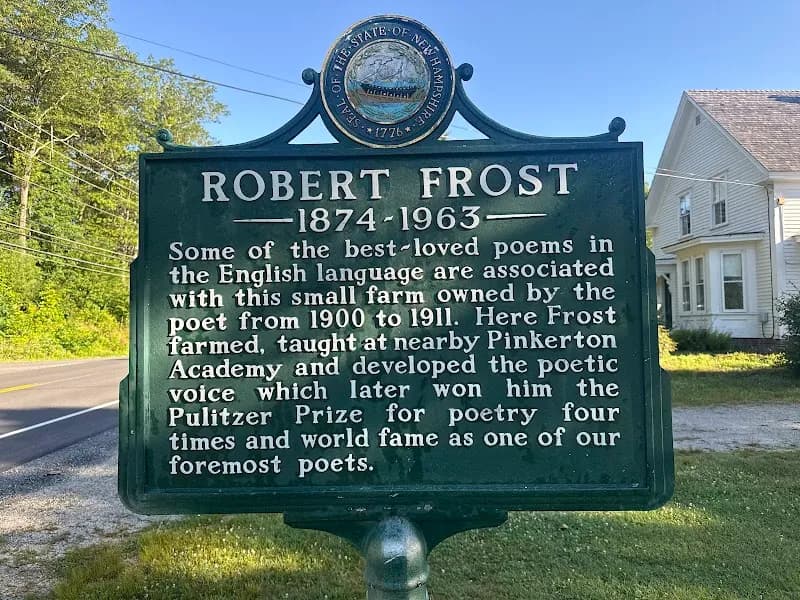 SEAL OF THE STATE OF NEW HAMPSHIRE
★ 1776 ★
ROBERT FROST
1874-1963
Some of the best-loved poems in
the English language are associated
with this small farm owned by the
poet from 1900 to 1911. Here Frost
farmed, taught at nearby Pinkerton
Academy and developed the poetic
voice which later won him the
Pulitzer Prize for poetry four
times and world fame as one of our
foremost poets.